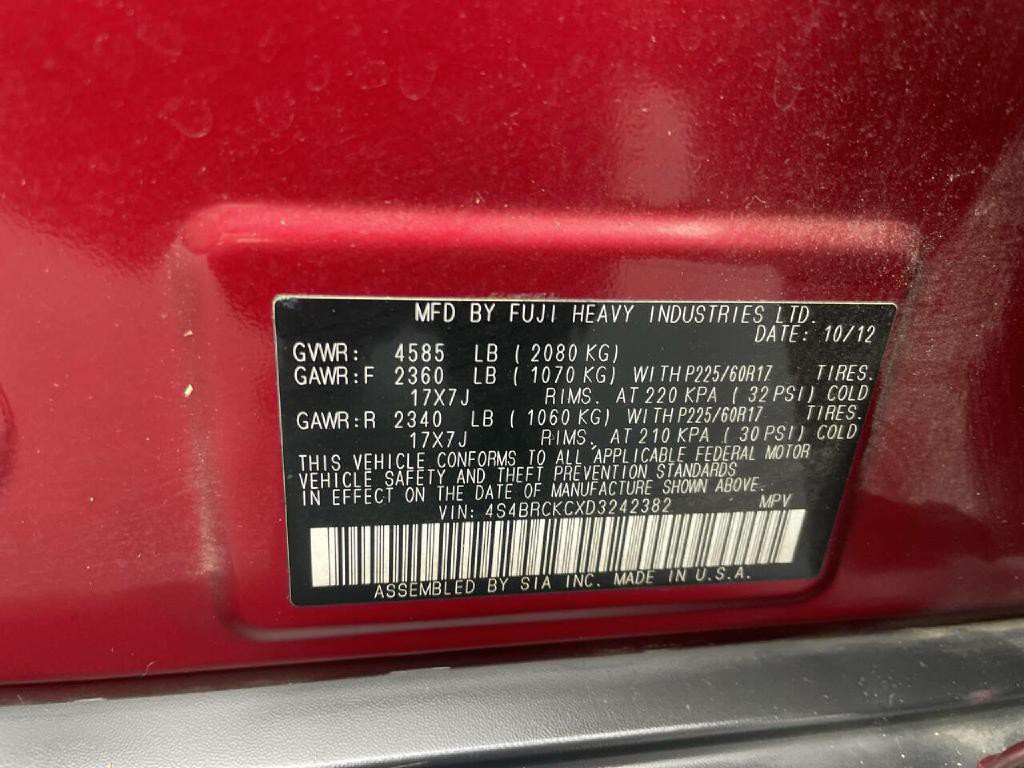 MFD BY FUJI HEAVY INDUSTRIES LTD.
DATE: 10/12
GVWR: 4585 LB ( 2080 KG)
GAWR:F 2360 LB ( 1070 KG) WITH P225/60R17 TIRES.
17X7J RIMS. AT 220 KPA ( 32 PSI) COLD
GAWR:R 2340 LB ( 1060 KG) WITH P225/60R17 TIRES.
17X7J RIMS. AT 210 KPA ( 30 PSI) COLD
THIS VEHICLE CONFORMS TO ALL APPLICABLE FEDERAL MOTOR
VEHICLE SAFETY AND THEFT PREVENTION STANDARDS
IN EFFECT ON THE DATE OF MANUFACTURE SHOWN ABOVE.
VIN: 4S4BRCKCXD3242382 MPV
ASSEMBLED BY SIA INC. MADE IN U.S.A.